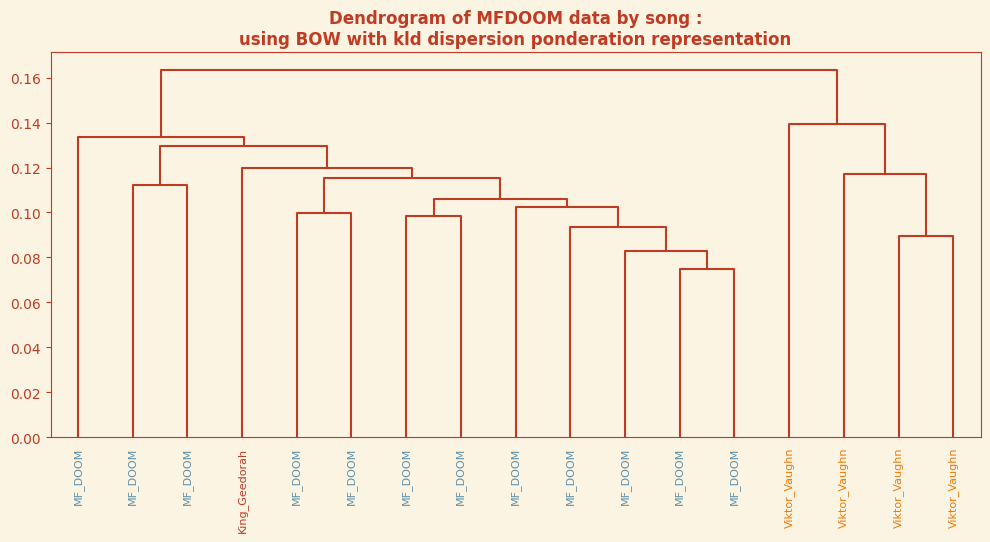 Dendrogram of MFDOOM data by song :
using BOW with kld dispersion ponderation representation
0.16
0.14
0.12
0.10
0.08
0.06
0.04
0.02
0.00
MF_DOOM
MF_DOOM
MF_DOOM
King_Geedorah
MF_DOOM
MF_DOOM
MF_DOOM
MF_DOOM
MF_DOOM
MF_DOOM
MF_DOOM
MF_DOOM
MF_DOOM
Viktor_Vaughn
Viktor_Vaughn
Viktor_Vaughn
Viktor_Vaughn